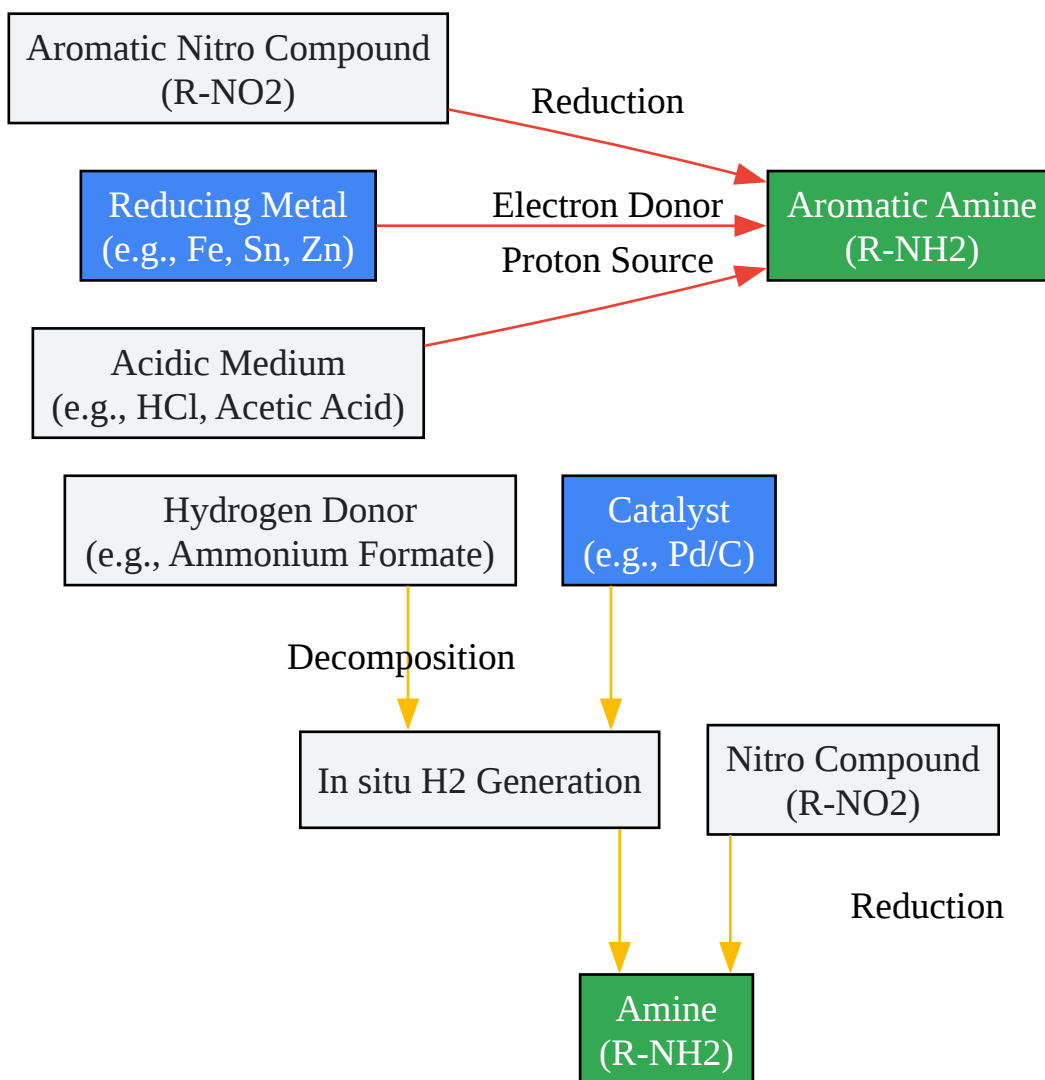 Aromatic Nitro Compound
(R-NO2)
Reduction
Reducing Metal
(e.g., Fe, Sn, Zn)
Electron Donor
Aromatic Amine
(R-NH2)
Proton Source
Acidic Medium
(e.g., HCl, Acetic Acid)
Hydrogen Donor
(e.g., Ammonium Formate)
Catalyst
(e.g., Pd/C)
Decomposition
In situ H2 Generation
Nitro Compound
(R-NO2)
Reduction
Amine
(R-NH2)